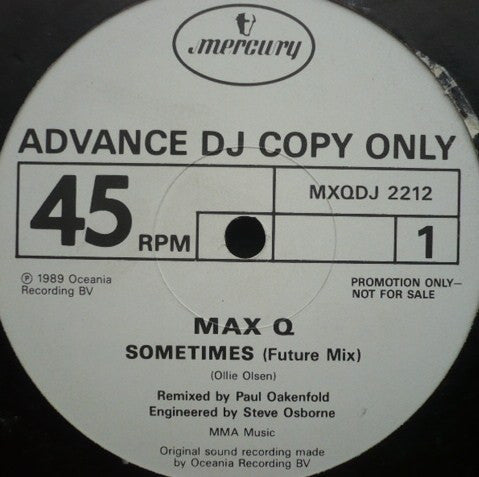 mercury
ADVANCE DJ COPY ONLY
45 RPM
MXQDJ 2212
1
℗ 1989 Oceania
Recording BV
PROMOTION ONLY—
NOT FOR SALE
MAX Q
SOMETIMES (Future Mix)
(Ollie Olsen)
Remixed by Paul Oakenfold
Engineered by Steve Osborne
MMA Music
Original sound recording made
by Oceania Recording BV